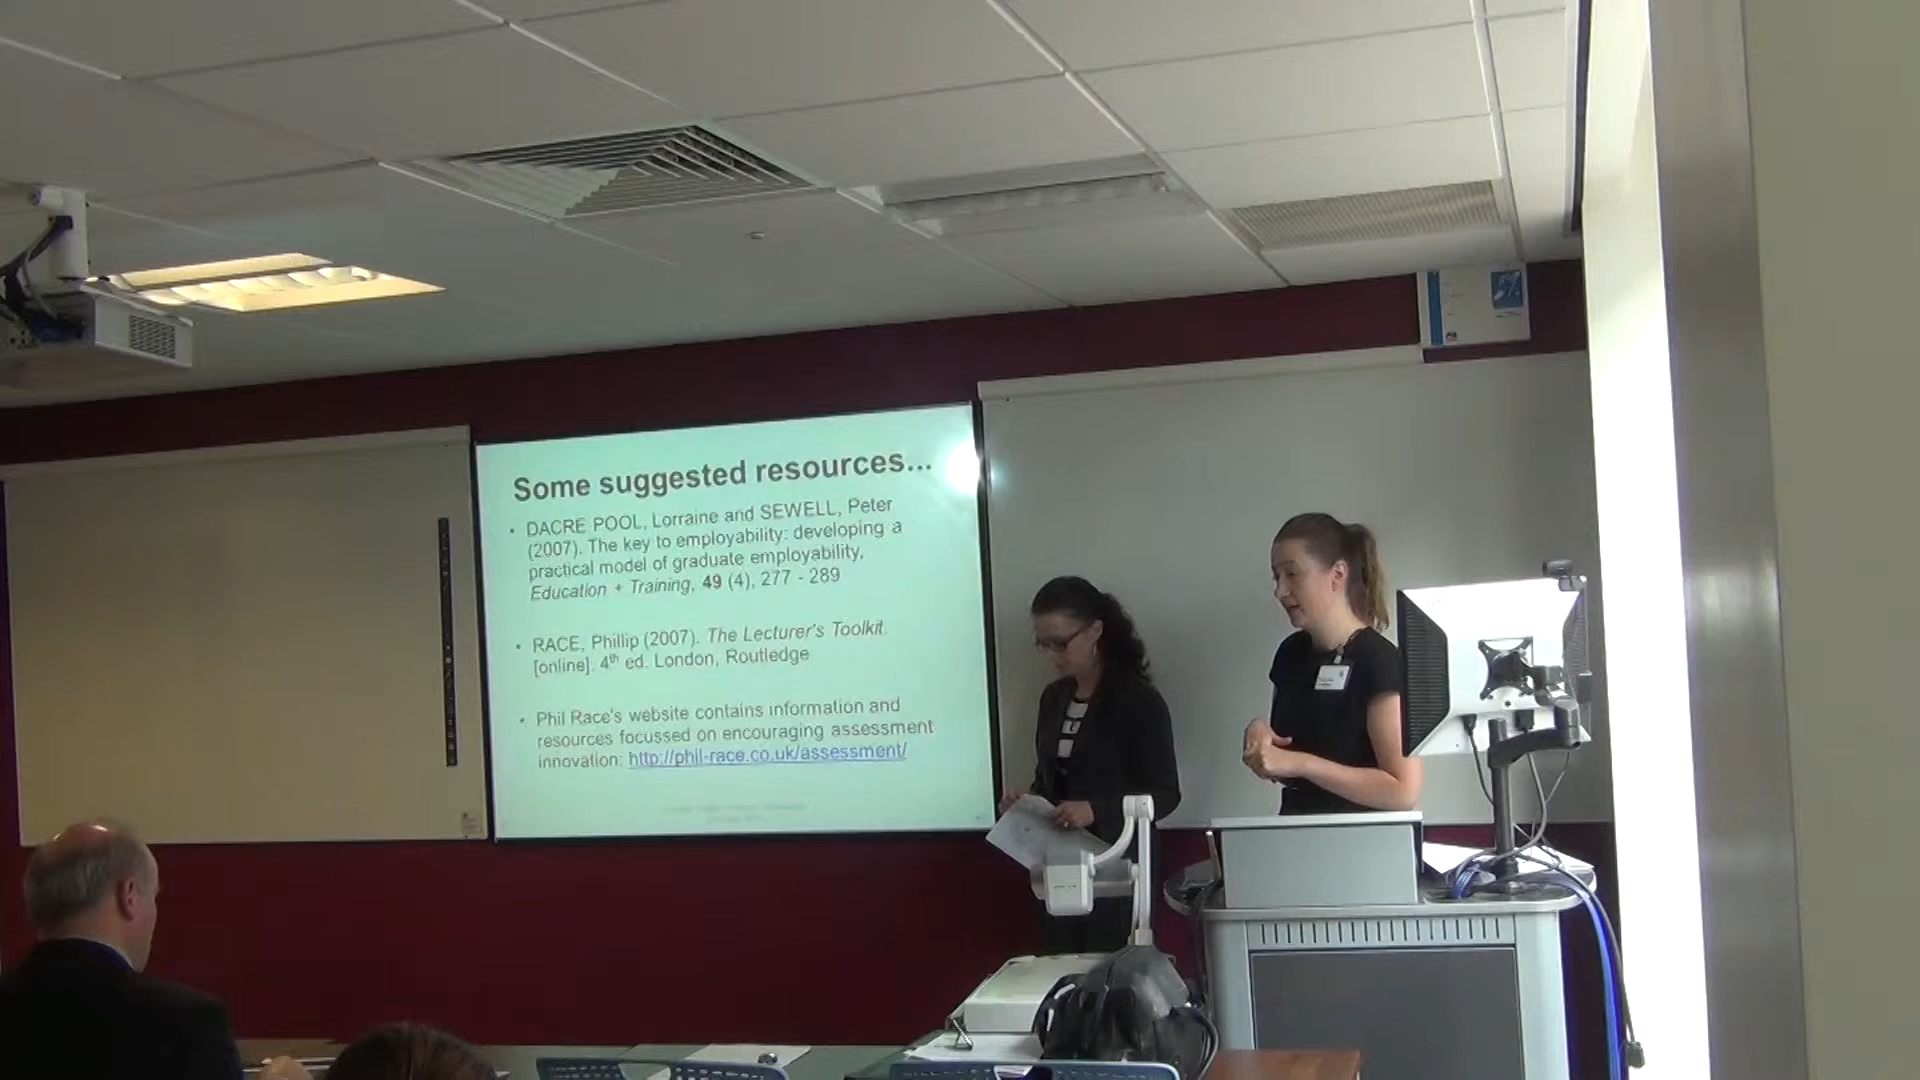 Some suggested resources...
• DACRE POOL, Lorraine and SEWELL, Peter
(2007). The key to employability: developing a
practical model of graduate employability,
Education + Training, 49 (4), 277 - 289
• RACE, Phillip (2007). The Lecturer's Toolkit.
[online]. 4th ed. London, Routledge
• Phil Race's website contains information and
resources focussed on encouraging assessment
innovation: http://phil-race.co.uk/assessment/